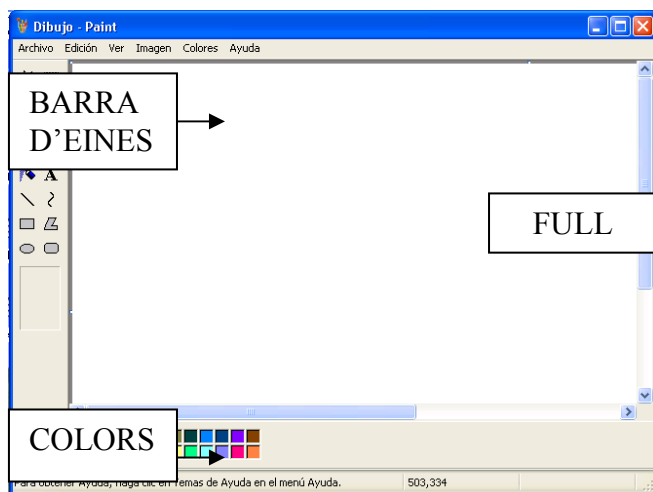 Dibujo - Paint
Archivo Edición Ver Imagen Colores Ayuda
BARRA
D’EINES
A
FULL
COLORS
Para obtener Ayuda, haga clic en Temas de Ayuda en el menú Ayuda. 503,334